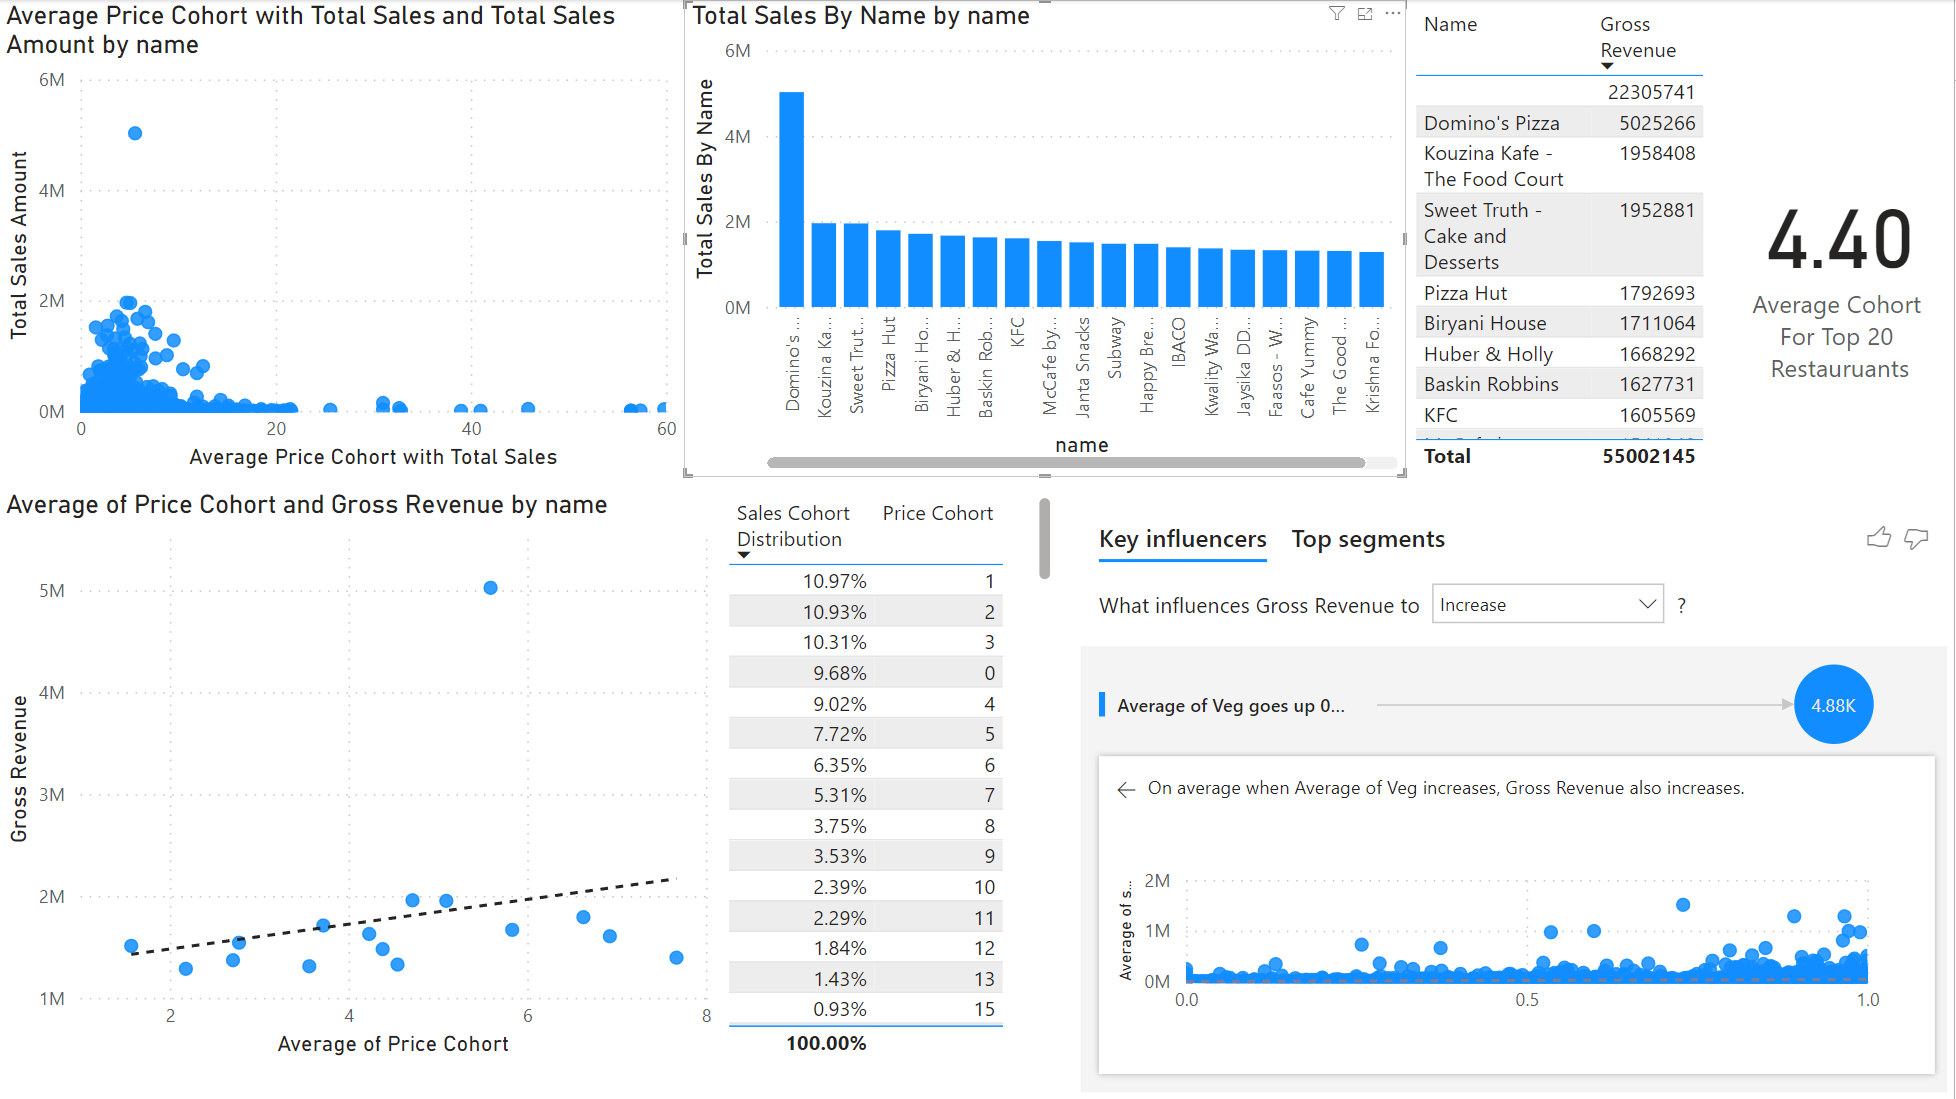 Average Price Cohort with Total Sales and Total Sales
Amount by name
6M
4M
2M
0M
Total Sales Amount
0
20
40
60
Average Price Cohort with Total Sales
Total Sales By Name by name
6M
4M
2M
0M
Total Sales By Name
Domino's ...
Kouzina Ka...
Sweet Trut...
Pizza Hut
Biryani Ho...
Huber & H...
Baskin Rob...
KFC
McCafe by...
Janta Snacks
Subway
Happy Bre...
IBACO
Kwality Wa...
Jaysika DD...
Faasos - W...
Cafe Yummy
The Good ...
Krishna Fo...
name
Name Gross
Revenue
22305741
Domino's Pizza 5025266
Kouzina Kafe - 1958408
The Food Court
Sweet Truth - 1952881
Cake and
Desserts
Pizza Hut 1792693
Biryani House 1711064
Huber & Holly 1668292
Baskin Robbins 1627731
KFC 1605569
Total 55002145
4.40
Average Cohort
For Top 20
Restauruants
Average of Price Cohort and Gross Revenue by name
5M
4M
3M
2M
1M
Gross Revenue
2
4
6
8
Average of Price Cohort
Sales Cohort Price Cohort
Distribution
10.97% 1
10.93% 2
10.31% 3
9.68% 0
9.02% 4
7.72% 5
6.35% 6
5.31% 7
3.75% 8
3.53% 9
2.39% 10
2.29% 11
1.84% 12
1.43% 13
0.93% 15
100.00%
Key influencers Top segments
What influences Gross Revenue to Increase ?
Average of Veg goes up 0... 4.88K
On average when Average of Veg increases, Gross Revenue also increases.
2M
1M
0M
Average of s...
0.0
0.5
1.0